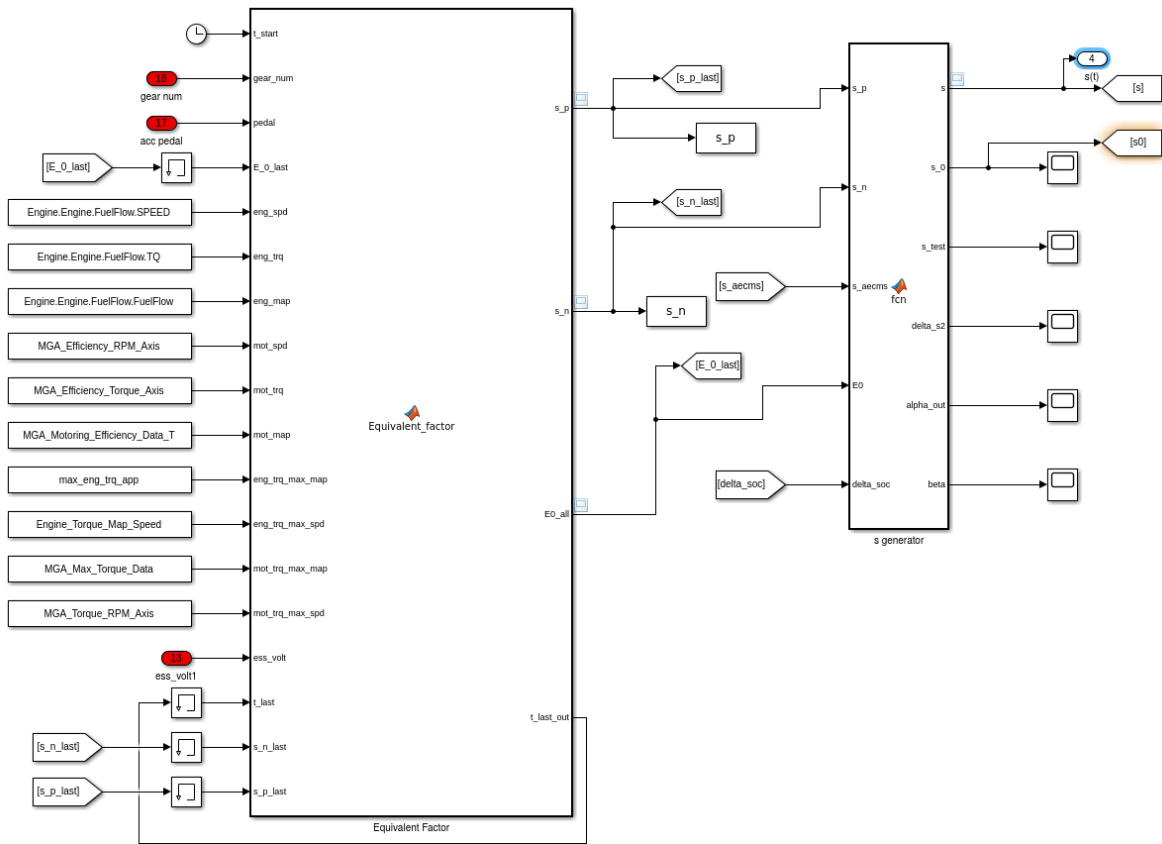 t_start
18
gear_num
gear num
17
pedal
acc pedal
[E_0_last]
E_0_last
Engine.Engine.FuelFlow.SPEED
eng_spd
Engine.Engine.FuelFlow.TQ
eng_trq
Engine.Engine.FuelFlow.FuelFlow
eng_map
MGA_Efficiency_RPM_Axis
mot_spd
MGA_Efficiency_Torque_Axis
mot_trq
MGA_Motoring_Efficiency_Data_T
mot_map
max_eng_trq_app
eng_trq_max_map
Engine_Torque_Map_Speed
eng_trq_max_spd
MGA_Max_Torque_Data
mot_trq_max_map
MGA_Torque_RPM_Axis
mot_trq_max_spd
13
ess_volt
ess_volt1
t_last
[s_n_last]
s_n_last
[s_p_last]
s_p_last
Equivalent_factor
s_p
s_n
E0_all
t_last_out
Equivalent Factor
[s_p_last]
s_p
[s_n_last]
s_n
[E_0_last]
[s_aecms]
[delta_soc]
s_p
s_n
s_aecms
E0
delta_soc
fcn
s
s_0
s_test
delta_s2
alpha_out
beta
s generator
4
s(t)
[s]
[s0]